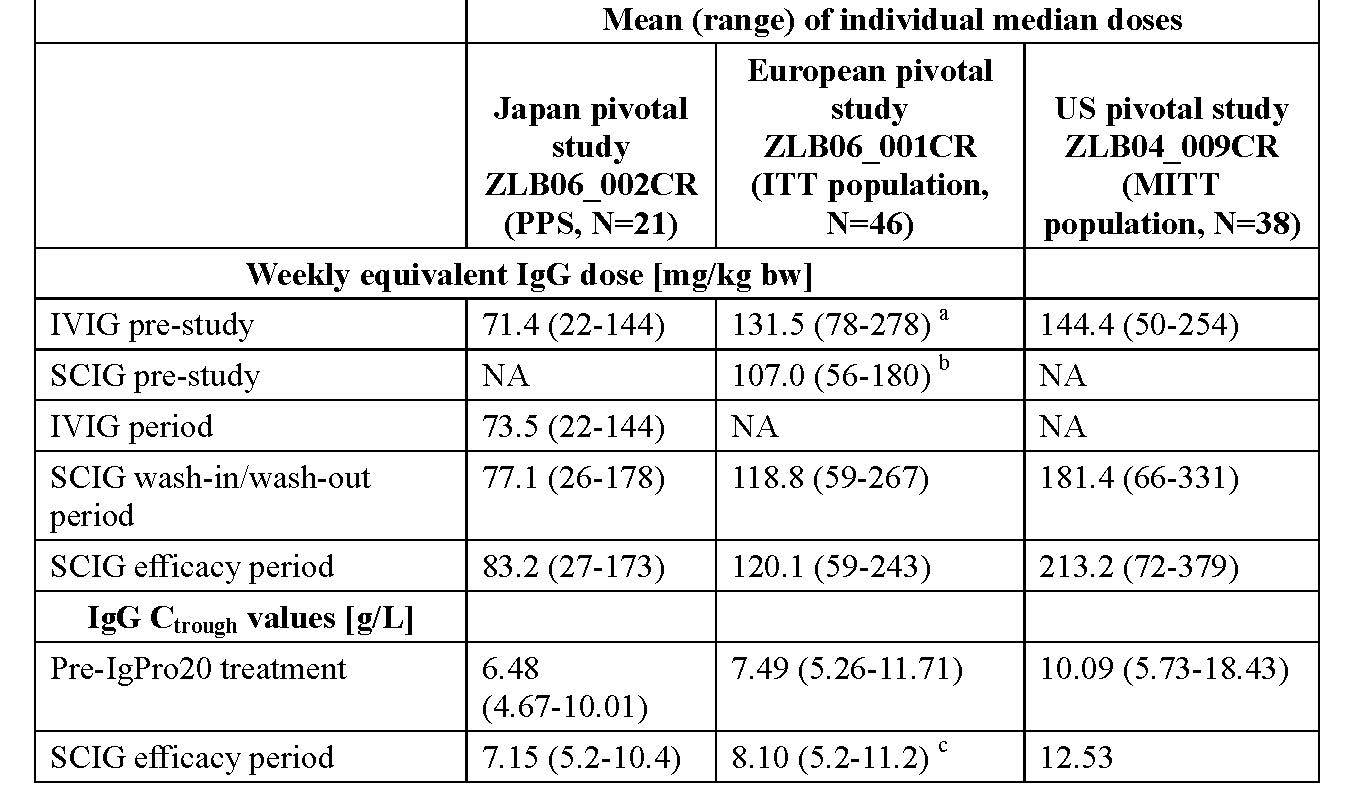 Mean (range) of individual median doses
Japan pivotal study ZLB06_002CR (PPS, N=21)
European pivotal study ZLB06_001CR (ITT population, N=46)
US pivotal study ZLB04_009CR (MITT population, N=38)
Weekly equivalent IgG dose [mg/kg bw]
IVIG pre-study 71.4 (22-144) 131.5 (78-278) a 144.4 (50-254)
SCIG pre-study NA 107.0 (56-180) b NA
IVIG period 73.5 (22-144) NA NA
SCIG wash-in/wash-out period 77.1 (26-178) 118.8 (59-267) 181.4 (66-331)
SCIG efficacy period 83.2 (27-173) 120.1 (59-243) 213.2 (72-379)
IgG Ctrough values [g/L]
Pre-IgPro20 treatment 6.48 (4.67-10.01) 7.49 (5.26-11.71) 10.09 (5.73-18.43)
SCIG efficacy period 7.15 (5.2-10.4) 8.10 (5.2-11.2) c 12.53